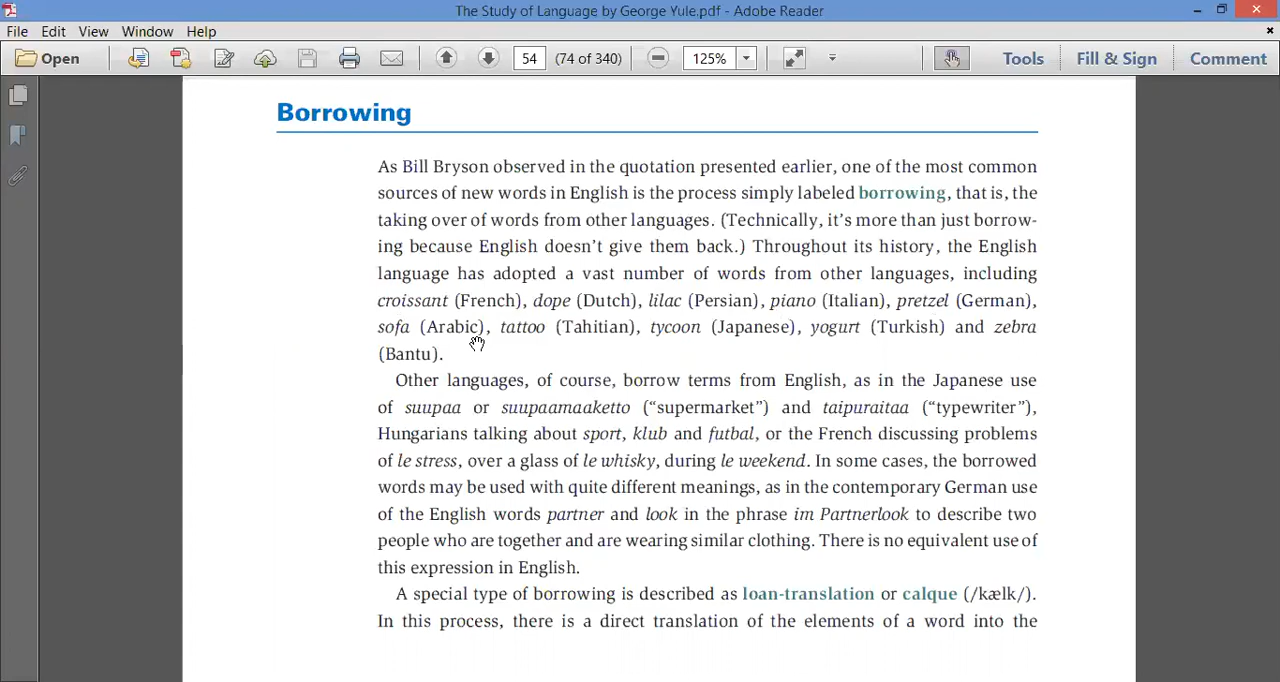 The Study of Language by George Yule.pdf - Adobe Reader
File Edit View Window Help
Open 54 (74 of 340) 125% Tools Fill & Sign Comment
Borrowing
As Bill Bryson observed in the quotation presented earlier, one of the most common
sources of new words in English is the process simply labeled borrowing, that is, the
taking over of words from other languages. (Technically, it's more than just borrow-
ing because English doesn't give them back.) Throughout its history, the English
language has adopted a vast number of words from other languages, including
croissant (French), dope (Dutch), lilac (Persian), piano (Italian), pretzel (German),
sofa (Arabic), tattoo (Tahitian), tycoon (Japanese), yogurt (Turkish) and zebra
(Bantu).
Other languages, of course, borrow terms from English, as in the Japanese use
of suupaa or suupaamaaketto ("supermarket") and taipuraitaa ("typewriter"),
Hungarians talking about sport, klub and futbal, or the French discussing problems
of le stress, over a glass of le whisky, during le weekend. In some cases, the borrowed
words may be used with quite different meanings, as in the contemporary German use
of the English words partner and look in the phrase im Partnerlook to describe two
people who are together and are wearing similar clothing. There is no equivalent use of
this expression in English.
A special type of borrowing is described as loan-translation or calque (/kælk/).
In this process, there is a direct translation of the elements of a word into the